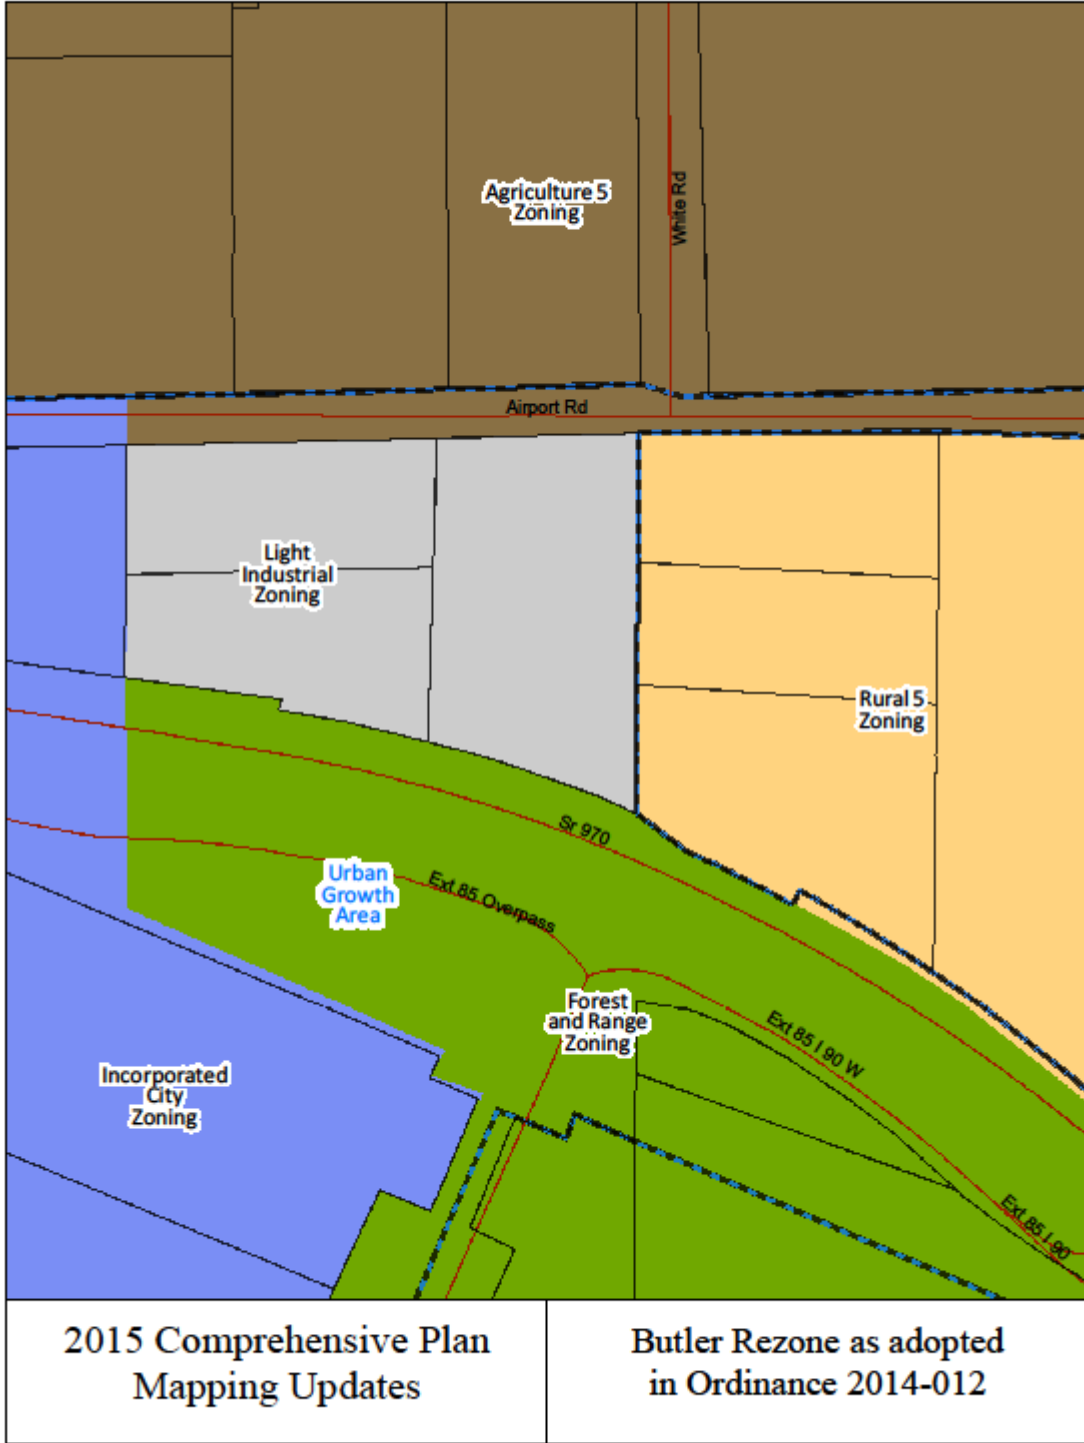 Agriculture 5
Zoning
White Rd
Airport Rd
Light
Industrial
Zoning
Rural 5
Zoning
Sr 970
Urban
Growth
Area
Ext 85 Overpass
Forest
and Range
Zoning
Ext 85 I 90 W
Incorporated
City
Zoning
Ext 85 I 90
2015 Comprehensive Plan
Mapping Updates
Butler Rezone as adopted
in Ordinance 2014-012